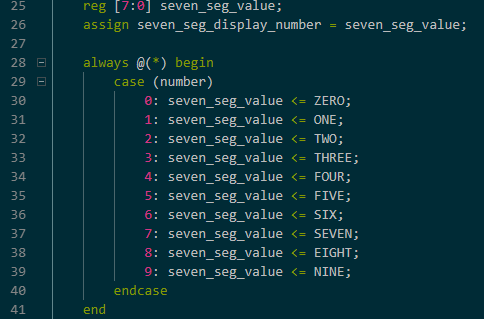 25 reg [7:0] seven_seg_value;
26 assign seven_seg_display_number = seven_seg_value;
27
28 always @(*) begin
29 case (number)
30 0: seven_seg_value <= ZERO;
31 1: seven_seg_value <= ONE;
32 2: seven_seg_value <= TWO;
33 3: seven_seg_value <= THREE;
34 4: seven_seg_value <= FOUR;
35 5: seven_seg_value <= FIVE;
36 6: seven_seg_value <= SIX;
37 7: seven_seg_value <= SEVEN;
38 8: seven_seg_value <= EIGHT;
39 9: seven_seg_value <= NINE;
40 endcase
41 end